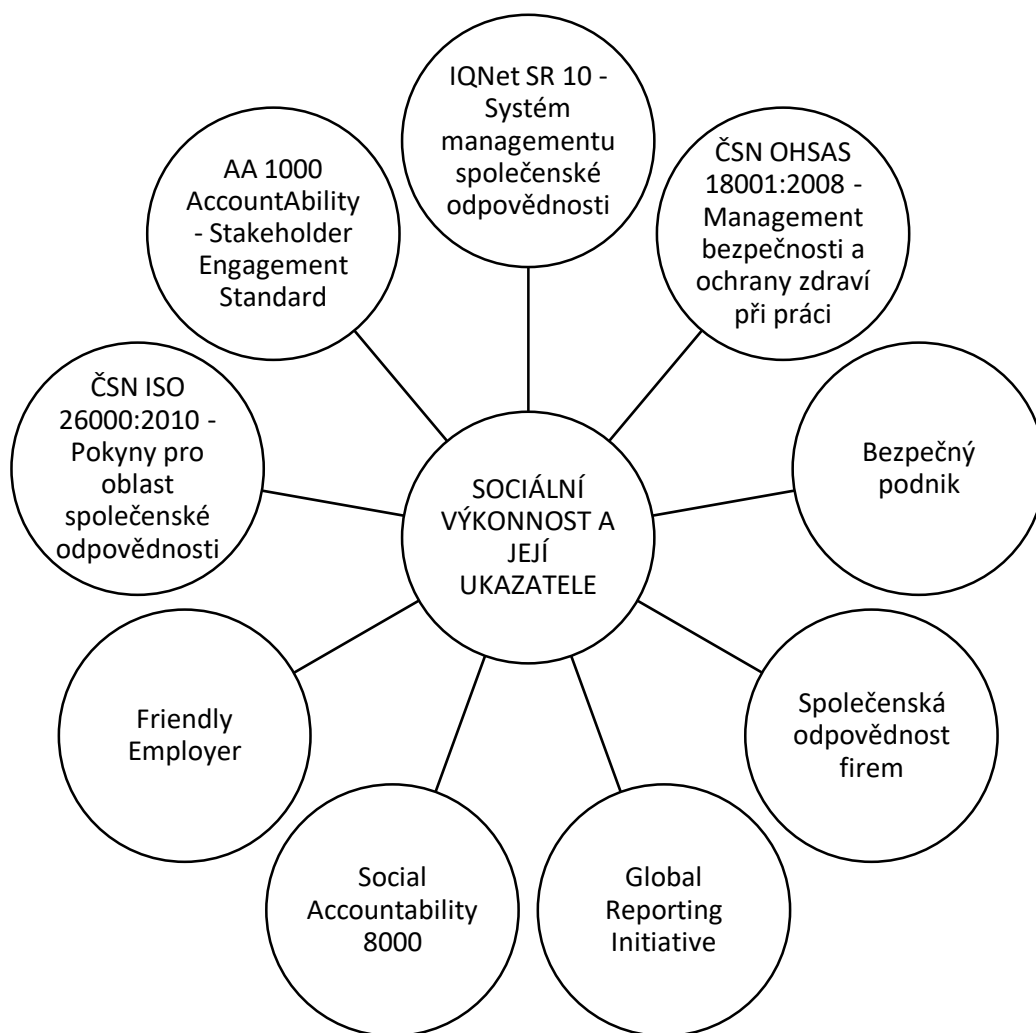 IQNet SR 10 -
Systém
managementu
společenské
odpovědnosti
ČSN OHSAS
18001:2008 -
Management
bezpečnosti a
ochrany zdraví
při práci
Bezpečný
podnik
Společenská
odpovědnost
firem
Global
Reporting
Initiative
Social
Accountability
8000
Friendly
Employer
ČSN ISO
26000:2010 -
Pokyny pro
oblast
společenské
odpovědnosti
AA 1000
AccountAbility
- Stakeholder
Engagement
Standard
SOCIÁLNÍ
VÝKONNOST A
JEJÍ
UKAZATELE